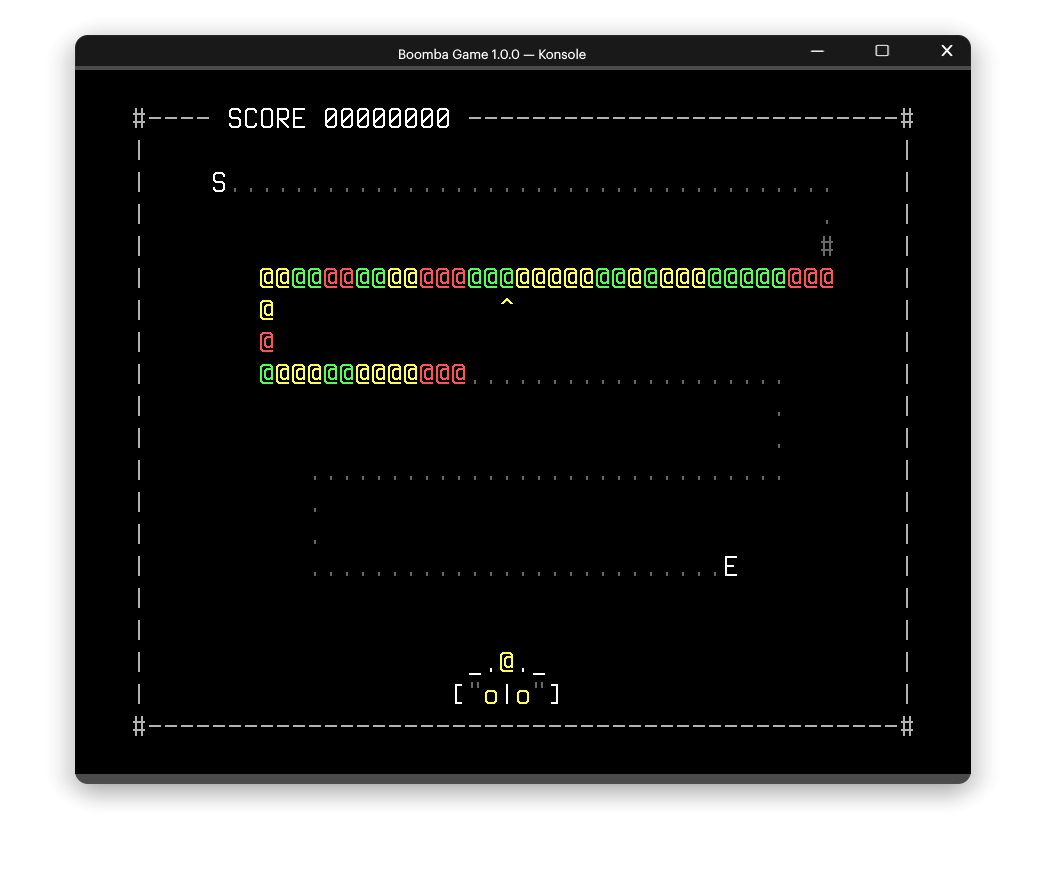 Boomba Game 1.0.0 — Konsole
#---- SCORE 00000000 ---------------------------#
|                                               |
|    S......................................    |
|                                          .    |
|                                          #    |
|       @@@@@@@@@@@@@@@@@@@@@@@@@@@@@@@@@@@@    |
|       @              ^                        |
|       @                                       |
|       @@@@@@@@@@@@@....................       |
|                                       .       |
|                                       .       |
|          ..............................       |
|          .                                    |
|          .                                    |
|          ..........................E          |
|                                               |
|                                               |
|                    _.@._                      |
|                   ["o|o"]                     |
#-----------------------------------------------#